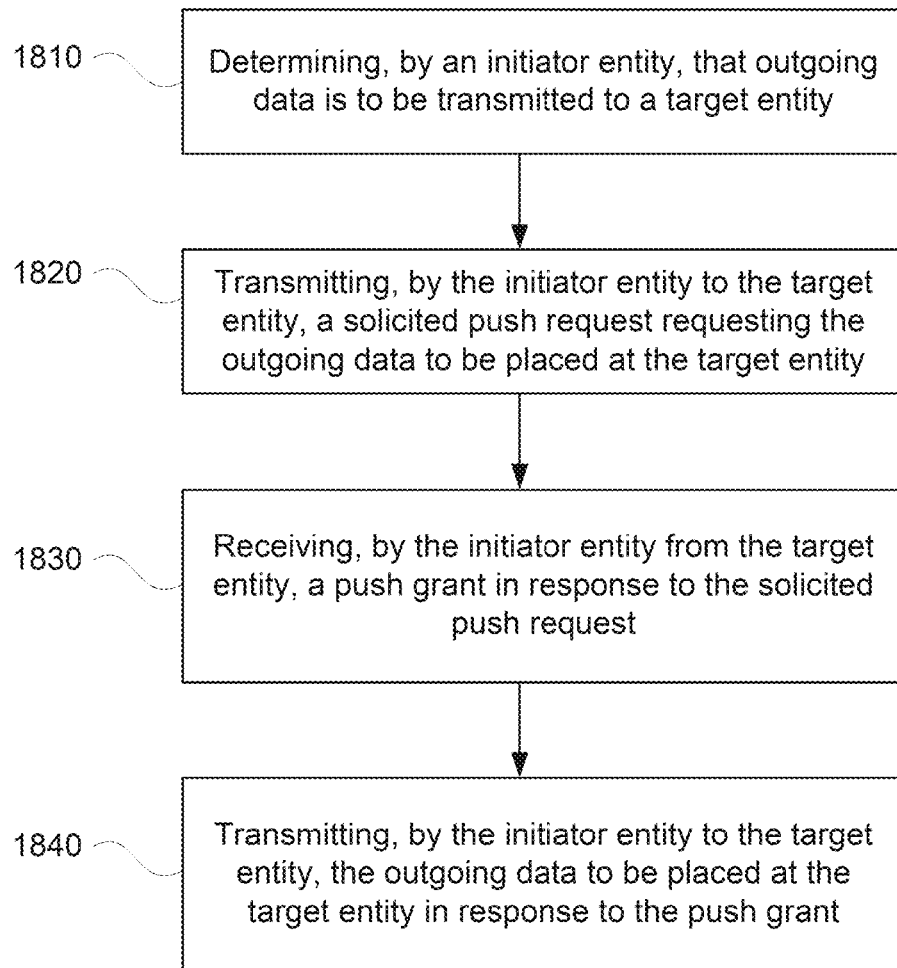 1810
Determining, by an initiator entity, that outgoing
data is to be transmitted to a target entity
1820
Transmitting, by the initiator entity to the target
entity, a solicited push request requesting the
outgoing data to be placed at the target entity
1830
Receiving, by the initiator entity from the target
entity, a push grant in response to the solicited
push request
1840
Transmitting, by the initiator entity to the target
entity, the outgoing data to be placed at the
target entity in response to the push grant